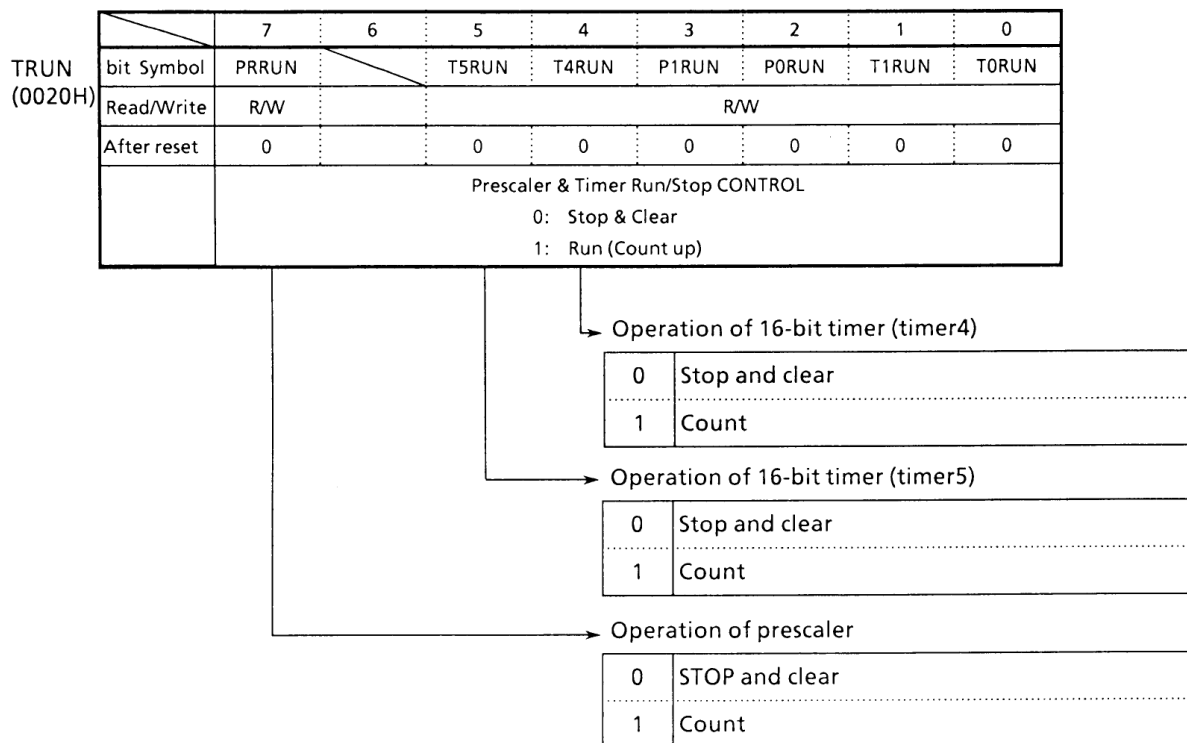 7 6 5 4 3 2 1 0
TRUN
(0020H)
bit Symbol PRRUN T5RUN T4RUN P1RUN P0RUN T1RUN T0RUN
Read/Write R/W R/W
After reset 0 0 0 0 0 0 0
Prescaler & Timer Run/Stop CONTROL
0: Stop & Clear
1: Run (Count up)
Operation of 16-bit timer (timer4)
0 Stop and clear
1 Count
Operation of 16-bit timer (timer5)
0 Stop and clear
1 Count
Operation of prescaler
0 STOP and clear
1 Count